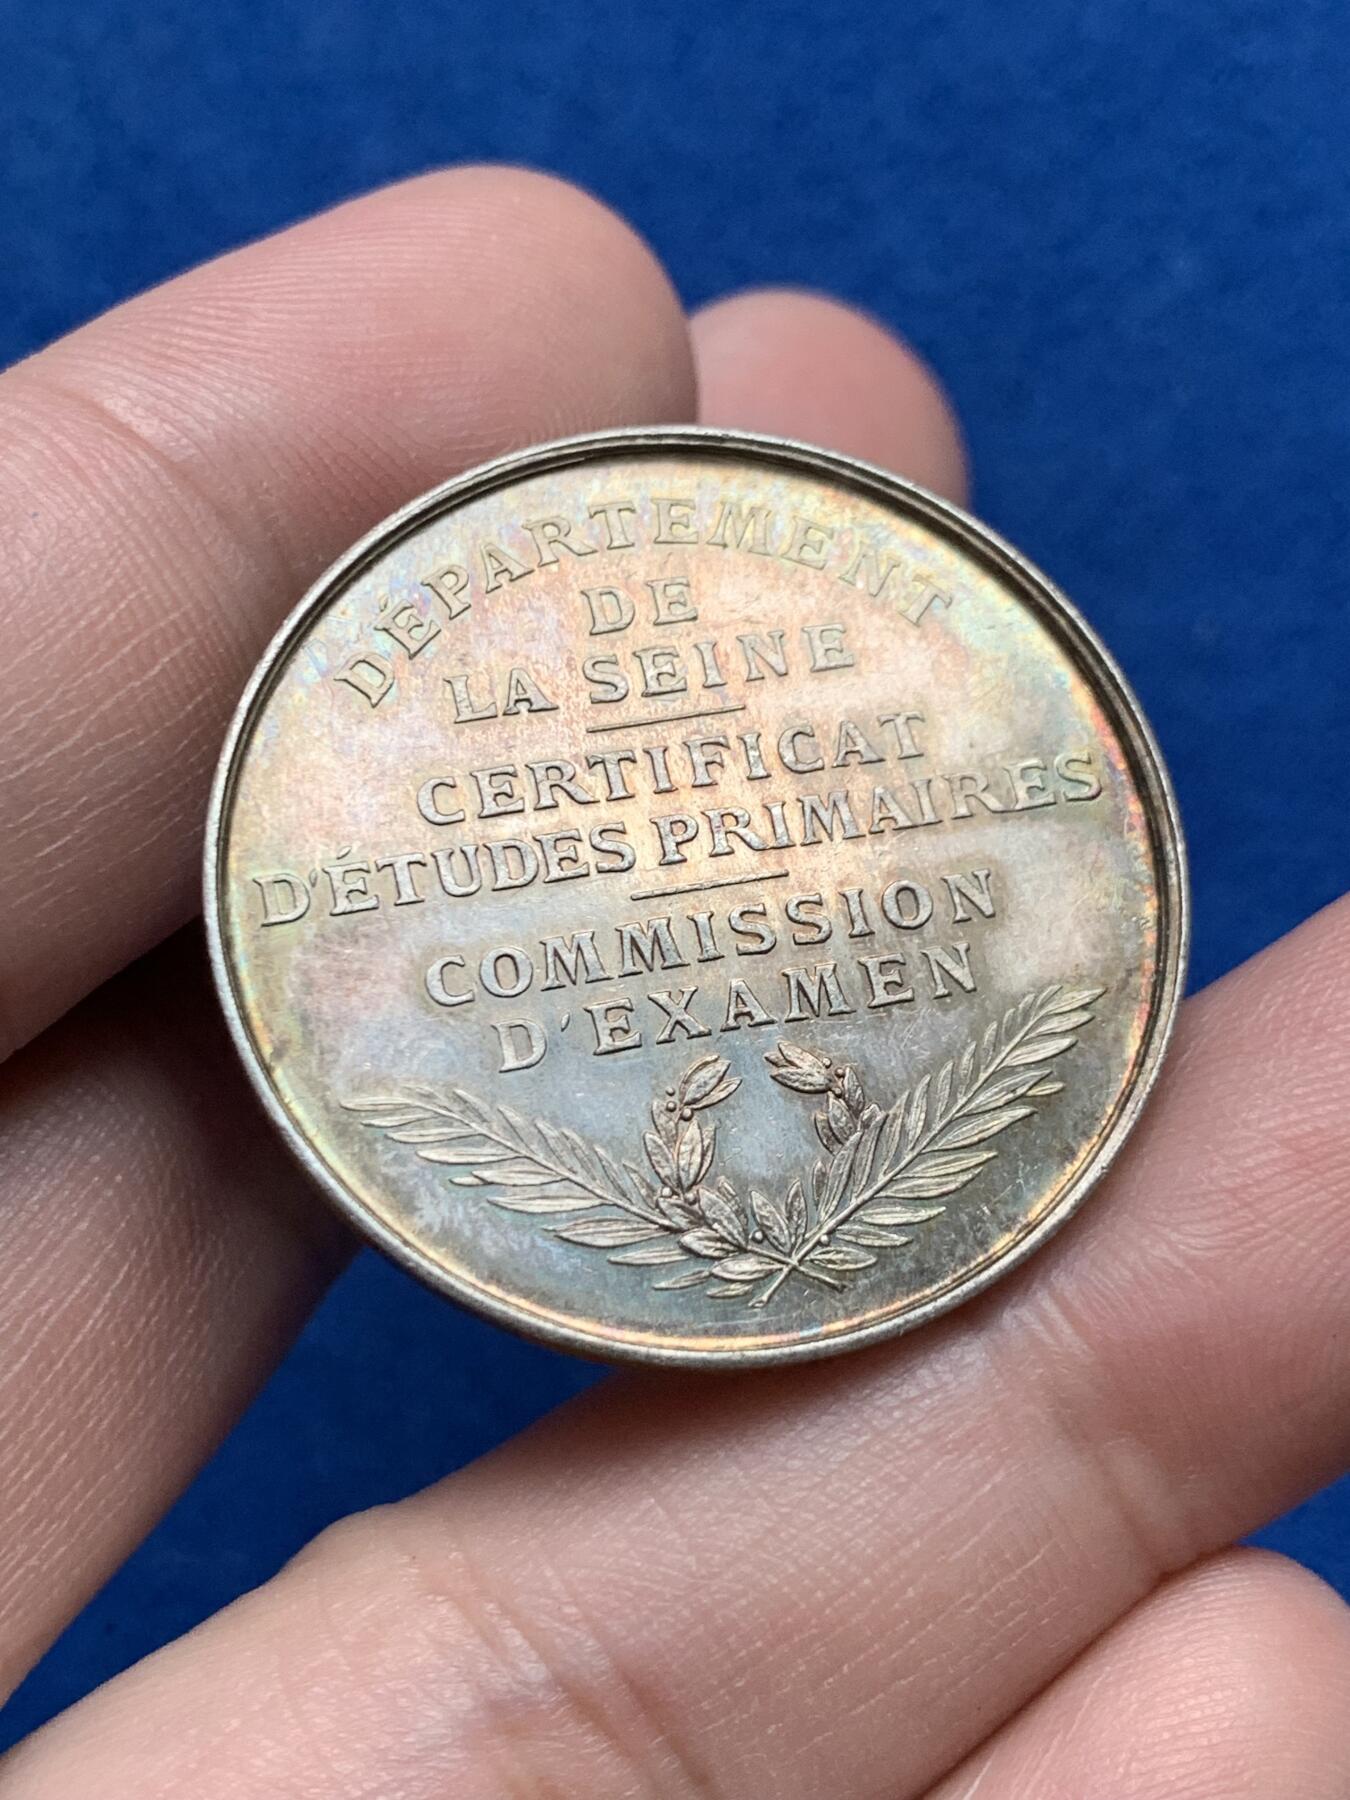 DÉPARTEMENT
DE
LA SEINE
CERTIFICAT
D'ÉTUDES PRIMAIRES
COMMISSION
D'EXAMEN